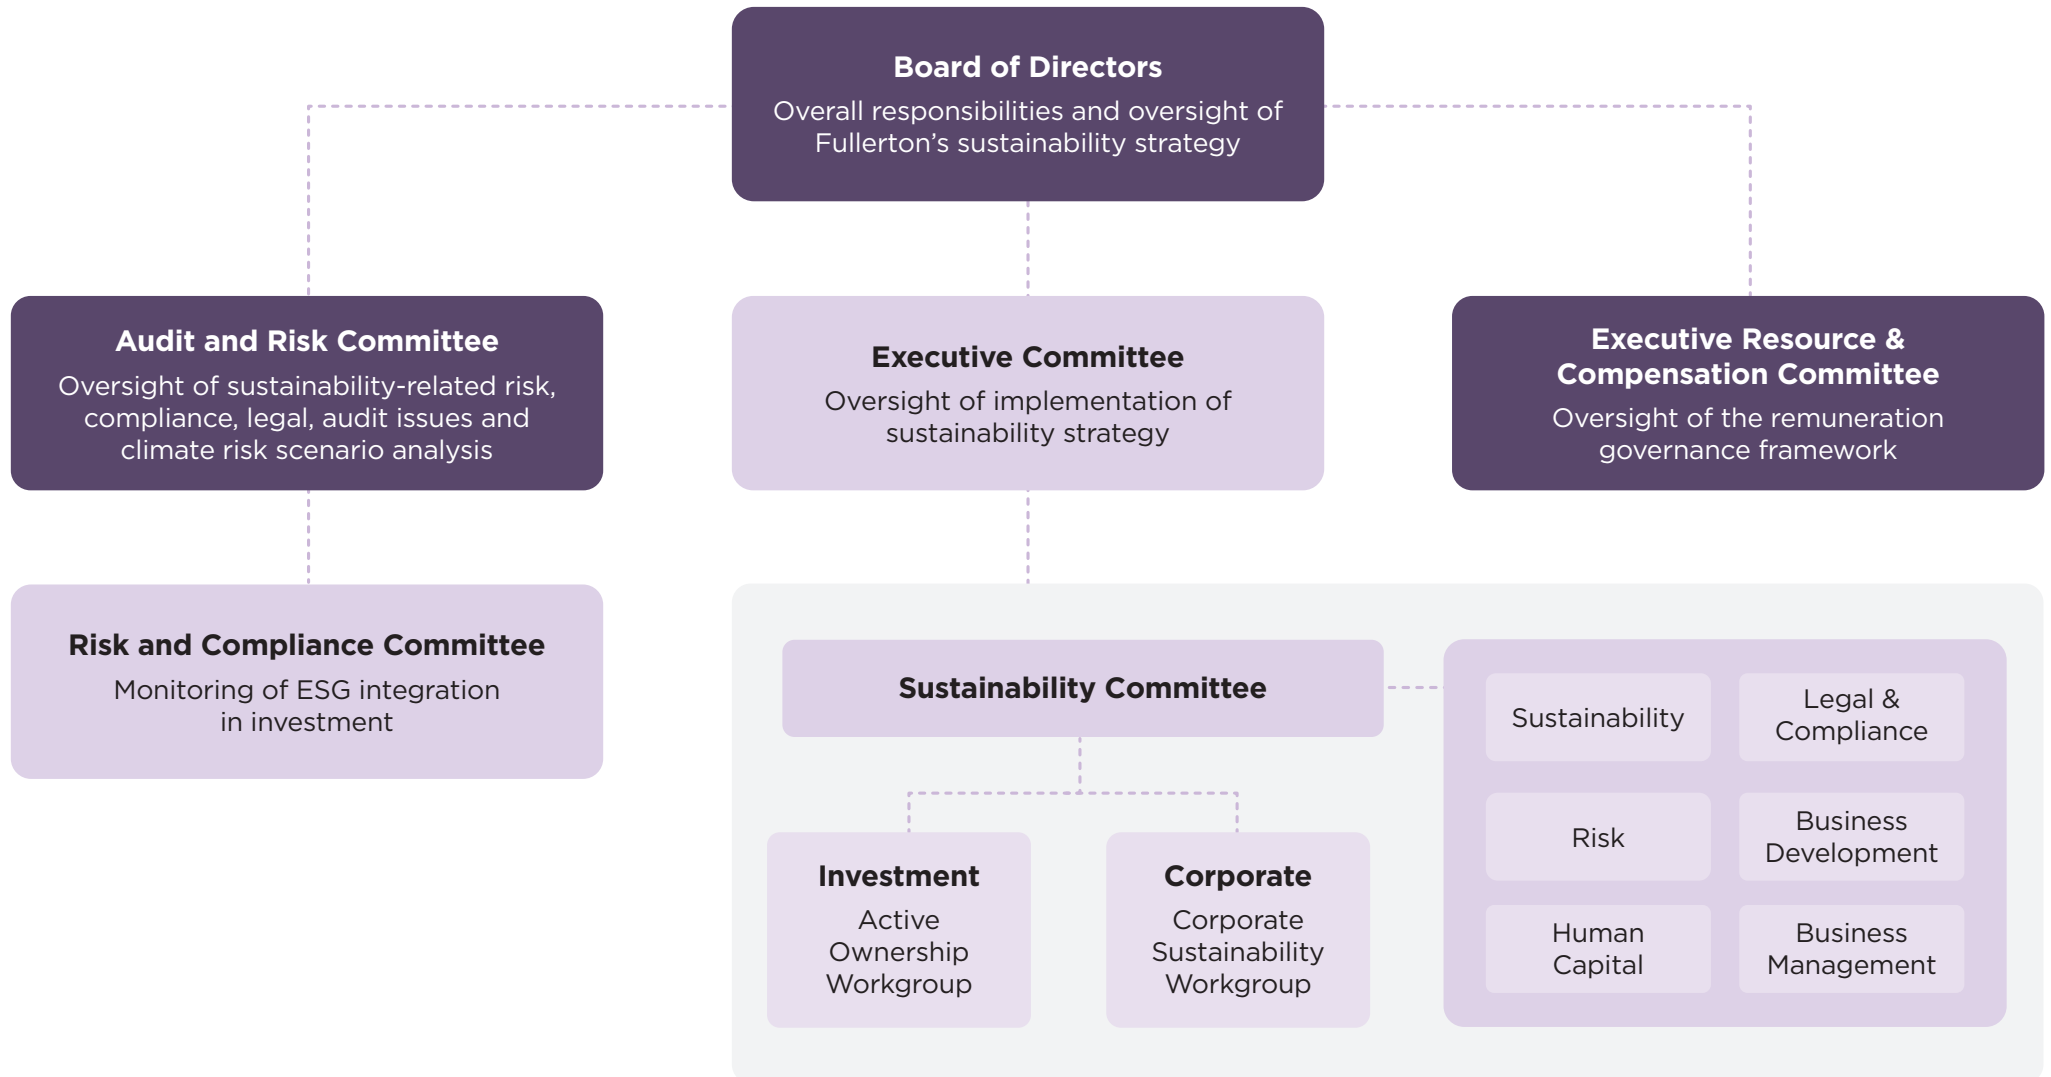 Board of Directors
Overall responsibilities and oversight of
Fullerton’s sustainability strategy
Audit and Risk Committee
Oversight of sustainability-related risk,
compliance, legal, audit issues and
climate risk scenario analysis
Executive Committee
Oversight of implementation of
sustainability strategy
Executive Resource &
Compensation Committee
Oversight of the remuneration
governance framework
Risk and Compliance Committee
Monitoring of ESG integration
in investment
Sustainability Committee
Investment
Active
Ownership
Workgroup
Corporate
Corporate
Sustainability
Workgroup
Sustainability
Legal &
Compliance
Risk
Business
Development
Human
Capital
Business
Management